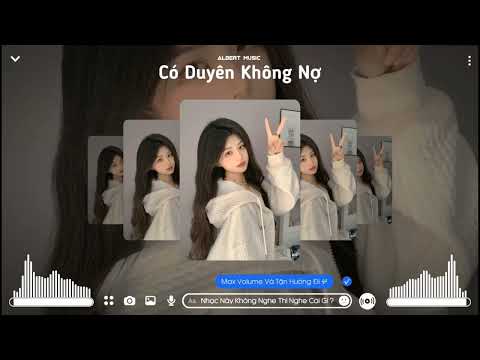 ALBERT MUSIC
Có Duyên Không Nợ
Max Volume Và Tận Hưởng Đi
Aa
Nhạc Này Không Nghe Thì Nghe Cái Gì ?